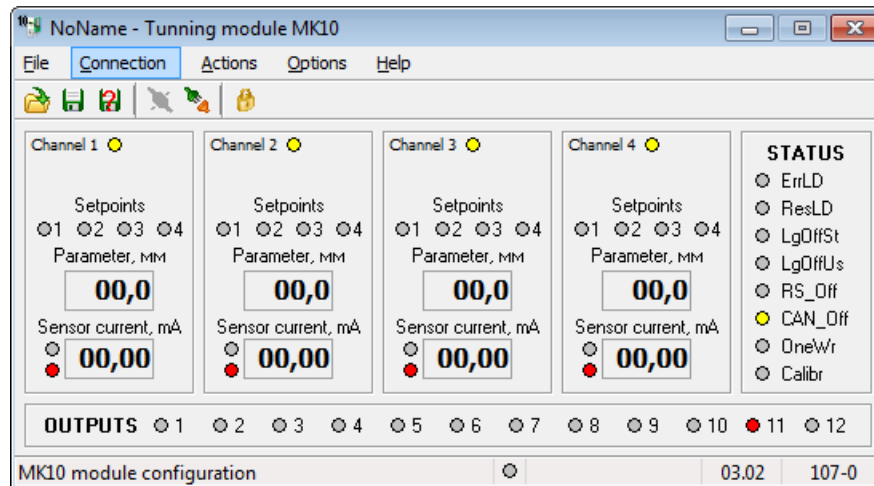 NoName - Tunning module MK10
File Connection Actions Options Help
Channel 1 Channel 2 Channel 3 Channel 4 STATUS
ErrLD
Setpoints Setpoints Setpoints Setpoints ResLD
1 2 3 4 1 2 3 4 1 2 3 4 1 2 3 4 LgOffSt
Parameter, мм Parameter, мм Parameter, мм Parameter, мм LgOffUs
00,0 00,0 00,0 00,0 RS_Off
Sensor current, mA Sensor current, mA Sensor current, mA Sensor current, mA CAN_Off
00,00 00,00 00,00 00,00 OneWr
Calibr
OUTPUTS 1 2 3 4 5 6 7 8 9 10 11 12
MK10 module configuration 03.02 107-0